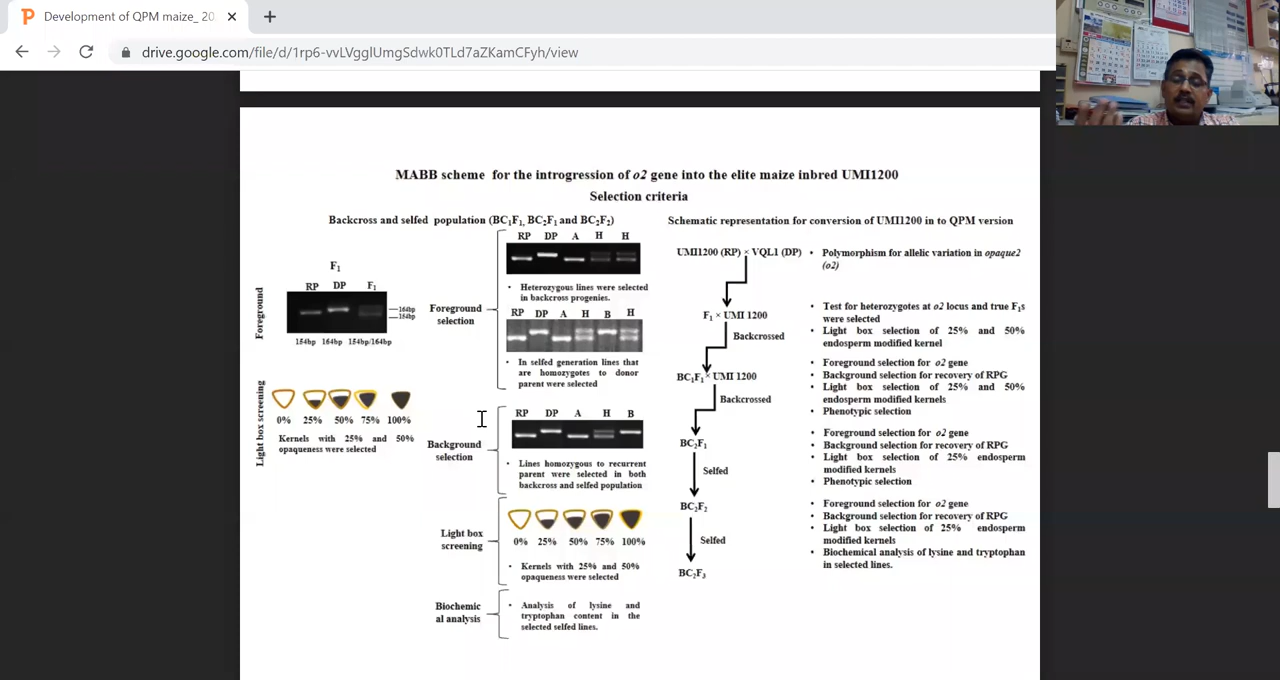 Development of QPM maize_ 20
drive.google.com/file/d/1rp6-vvLVgglUmgSdwk0TLd7aZKamCFyh/view
MABB scheme for the introgression of o2 gene into the elite maize inbred UMI1200
Selection criteria
Backcross and selfed population (BC1F1, BC2F1 and BC2F2)
F1
RP DP F1
Foreground
164bp
154bp
154bp 164bp 154bp/164bp
Light box screening
0% 25% 50% 75% 100%
Kernels with 25% and 50%
opaqueness were selected
Foreground
selection
RP DP A H H
• Heterozygous lines were selected
in backcross progenies.
RP DP A H B H
• In selfed generation lines that
are homozygotes to donor
parent were selected
Background
selection
RP DP A H B
• Lines homozygous to recurrent
parent were selected in both
backcross and selfed population
Light box
screening
0% 25% 50% 75% 100%
• Kernels with 25% and 50%
opaqueness were selected
Biochemic
al analysis
• Analysis of lysine and
tryptophan content in the
selected selfed lines.
Schematic representation for conversion of UMI1200 in to QPM version
UMI1200 (RP) × VQL1 (DP)
• Polymorphism for allelic variation in opaque2
(o2)
F1 × UMI 1200
Backcrossed
• Test for heterozygotes at o2 locus and true F1s
were selected
• Light box selection of 25% and 50%
endosperm modified kernel
BC1F1 × UMI 1200
Backcrossed
• Foreground selection for o2 gene
• Background selection for recovery of RPG
• Light box selection of 25% and 50%
endosperm modified kernels
• Phenotypic selection
BC2F1
Selfed
• Foreground selection for o2 gene
• Background selection for recovery of RPG
• Light box selection of 25% endosperm
modified kernels
• Phenotypic selection
BC2F2
Selfed
• Foreground selection for o2 gene
• Background selection for recovery of RPG
• Light box selection of 25% endosperm
modified kernels
• Biochemical analysis of lysine and tryptophan
in selected lines.
BC2F3